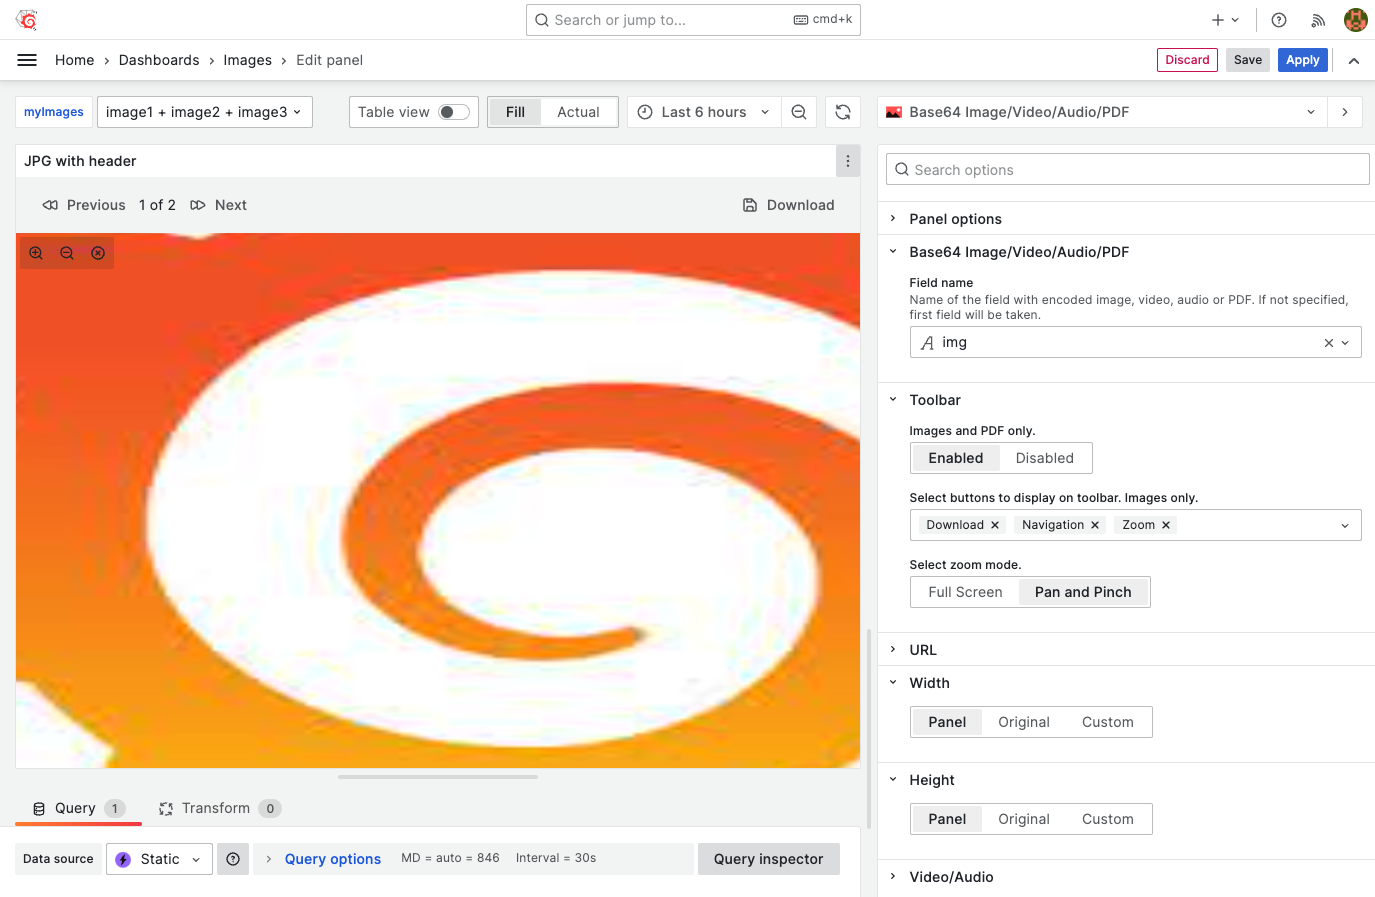 Search or jump to...
cmd+k
Home
Dashboards
Images
Edit panel
Discard
Save
Apply
myImages
image1 + image2 + image3
Table view
Fill
Actual
Last 6 hours
Base64 Image/Video/Audio/PDF
JPG with header
Previous
1 of 2
Next
Download
Search options
Panel options
Base64 Image/Video/Audio/PDF
Field name
Name of the field with encoded image, video, audio or PDF. If not specified,
first field will be taken.
img
Toolbar
Images and PDF only.
Enabled
Disabled
Select buttons to display on toolbar. Images only.
Download
Navigation
Zoom
Select zoom mode.
Full Screen
Pan and Pinch
URL
Width
Panel
Original
Custom
Height
Panel
Original
Custom
Video/Audio
Query 1
Transform 0
Data source
Static
Query options
MD = auto = 846
Interval = 30s
Query inspector